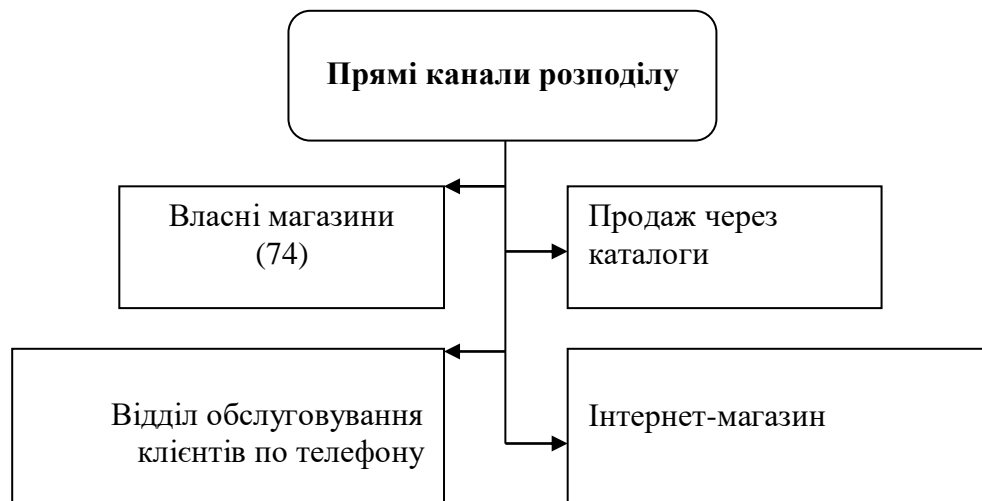 Прямі канали розподілу
Власні магазини
(74)
Продаж через
каталоги
Відділ обслуговування
клієнтів по телефону
Інтернет-магазин